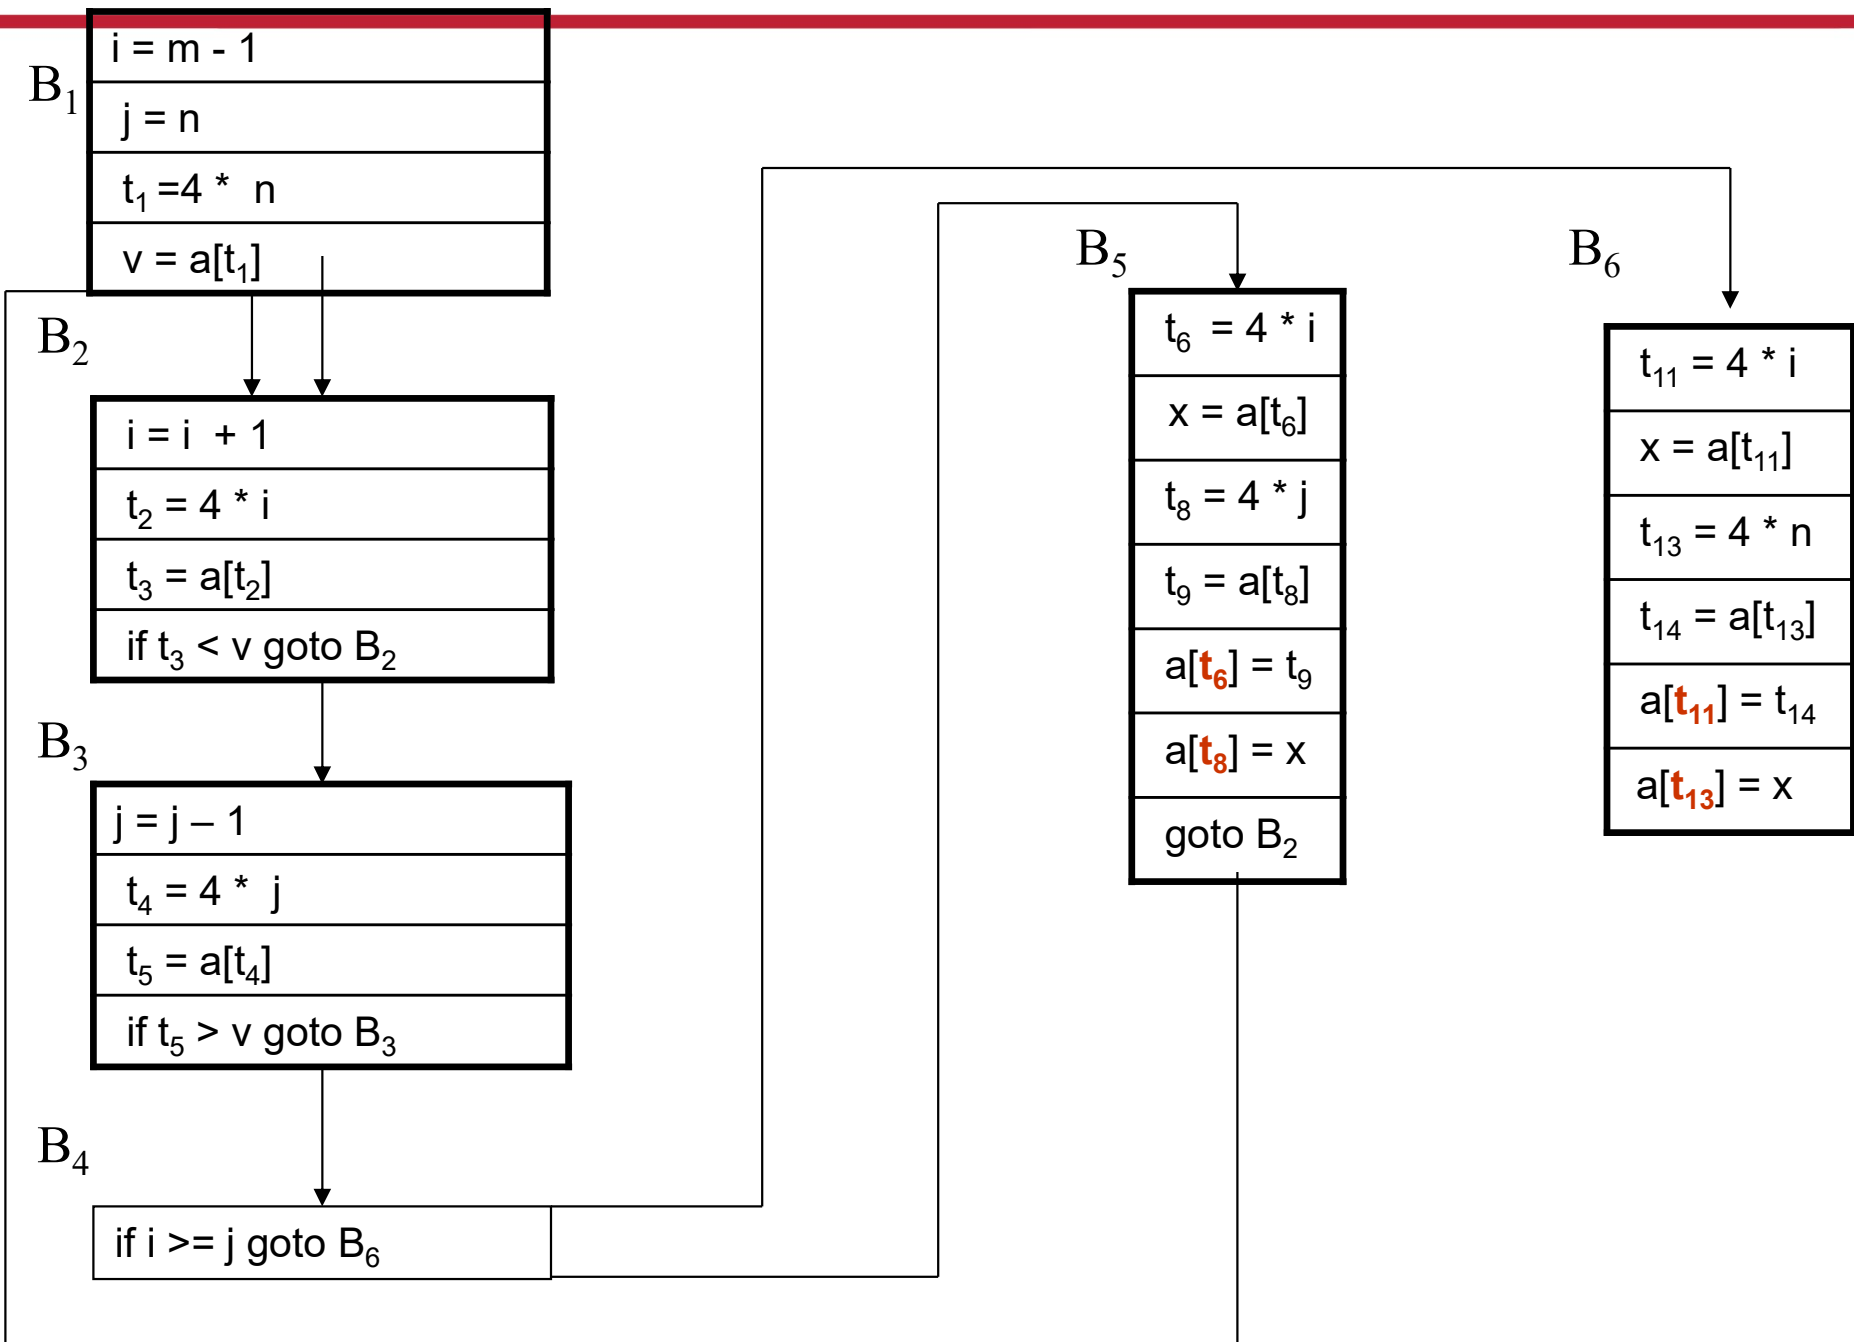 B₁
i = m - 1
j = n
t₁ =4 * n
v = a[t₁]
B₂
i = i + 1
t₂ = 4 * i
t₃ = a[t₂]
if t₃ < v goto B₂
B₃
j = j – 1
t₄ = 4 * j
t₅ = a[t₄]
if t₅ > v goto B₃
B₄
if i >= j goto B₆
B₅
t₆ = 4 * i
x = a[t₆]
t₈ = 4 * j
t₉ = a[t₈]
a[t₆] = t₉
a[t₈] = x
goto B₂
B₆
t₁₁ = 4 * i
x = a[t₁₁]
t₁₃ = 4 * n
t₁₄ = a[t₁₃]
a[t₁₁] = t₁₄
a[t₁₃] = x